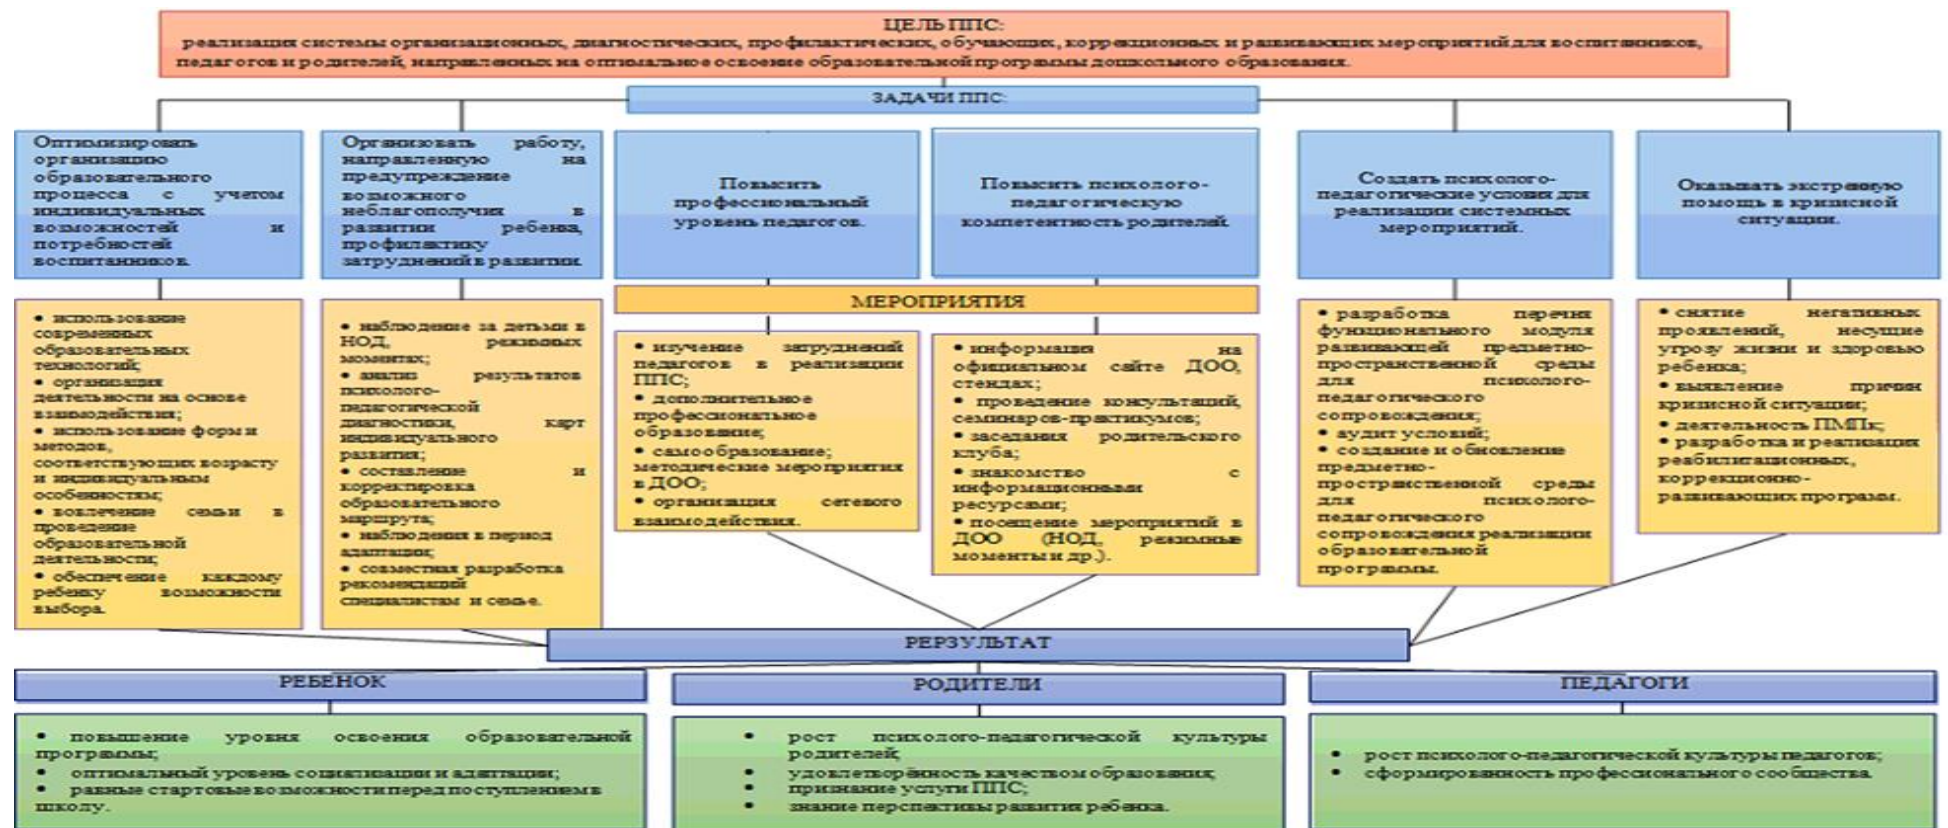 ЦЕЛЬ ППС:
реализация системы организационных, диагностических, профилактических, обучающих, коррекционных и развивающих мероприятий для воспитанников,
педагогов и родителей, направленных на оптимальное освоение образовательной программы дошкольного образования.
ЗАДАЧИ ППС:
Оптимизировать
организацию
образовательного
процесса с учетом
индивидуальных
возможностей и
потребностей
воспитанников.
Организовать работу,
направленную на
предупреждение
возможного
неблагополучия в
развитии ребенка,
профилактику
затруднений в развитии.
Повысить
профессиональный
уровень педагогов.
Повысить психолого-
педагогическую
компетентность родителей.
Создать психолого-
педагогические условия для
реализации системных
мероприятий.
Оказывать экстренную
помощь в кризисной
ситуации.
МЕРОПРИЯТИЯ
• использование
современных
образовательных
технологий;
• организация
деятельности на основе
взаимодействия;
• использование форм и
методов,
соответствующих возрасту
и индивидуальным
особенностям;
• вовлечение семьи в
проведение
образовательной
деятельности;
• обеспечение каждому
ребенку возможности
выбора.
• наблюдение за детьми в
НОД, режимных
моментах;
• анализ результатов
психолого-
педагогической
диагностики, карт
индивидуального
развития;
• составление и
корректировка
образовательного
маршрута;
• наблюдения в период
адаптации;
• совместная разработка
рекомендаций
специалистам и семье.
• изучение затруднений
педагогов в реализации
ППС;
• дополнительное
профессиональное
образование;
• самообразование;
методические мероприятия
в ДОО;
• организация сетевого
взаимодействия.
• информация на
официальном сайте ДОО,
стендах;
• проведение консультаций,
семинаров-практикумов;
• заседания родительского
клуба;
• знакомство с
информационными
ресурсами;
• посещение мероприятий в
ДОО (НОД, режимные
моменты и др.).
• разработка перечня
функционального модуля
развивающей предметно-
пространственной среды
для психолого-
педагогического
сопровождения;
• аудит условий;
• создание и обновление
предметно-
пространственной среды
для психолого-
педагогического
сопровождения реализации
образовательной
программы.
• снятие негативных
проявлений, несущие
угрозу жизни и здоровью
ребенка;
• выявление причин
кризисной ситуации;
• деятельность ПМПк;
• разработка и реализация
реабилитационных,
коррекционно-
развивающих программ.
РЕРЗУЛЬТАТ
РЕБЕНОК
• повышение уровня освоения образовательной
программы;
• оптимальный уровень социализации и адаптации;
• равные стартовые возможности перед поступлением в
школу.
РОДИТЕЛИ
• рост психолого-педагогической культуры
родителей;
• удовлетворённость качеством образования;
• признание услуги ППС;
• знание перспективы развития ребенка.
ПЕДАГОГИ
• рост психолого-педагогической культуры педагогов;
• сформированность профессионального сообщества.